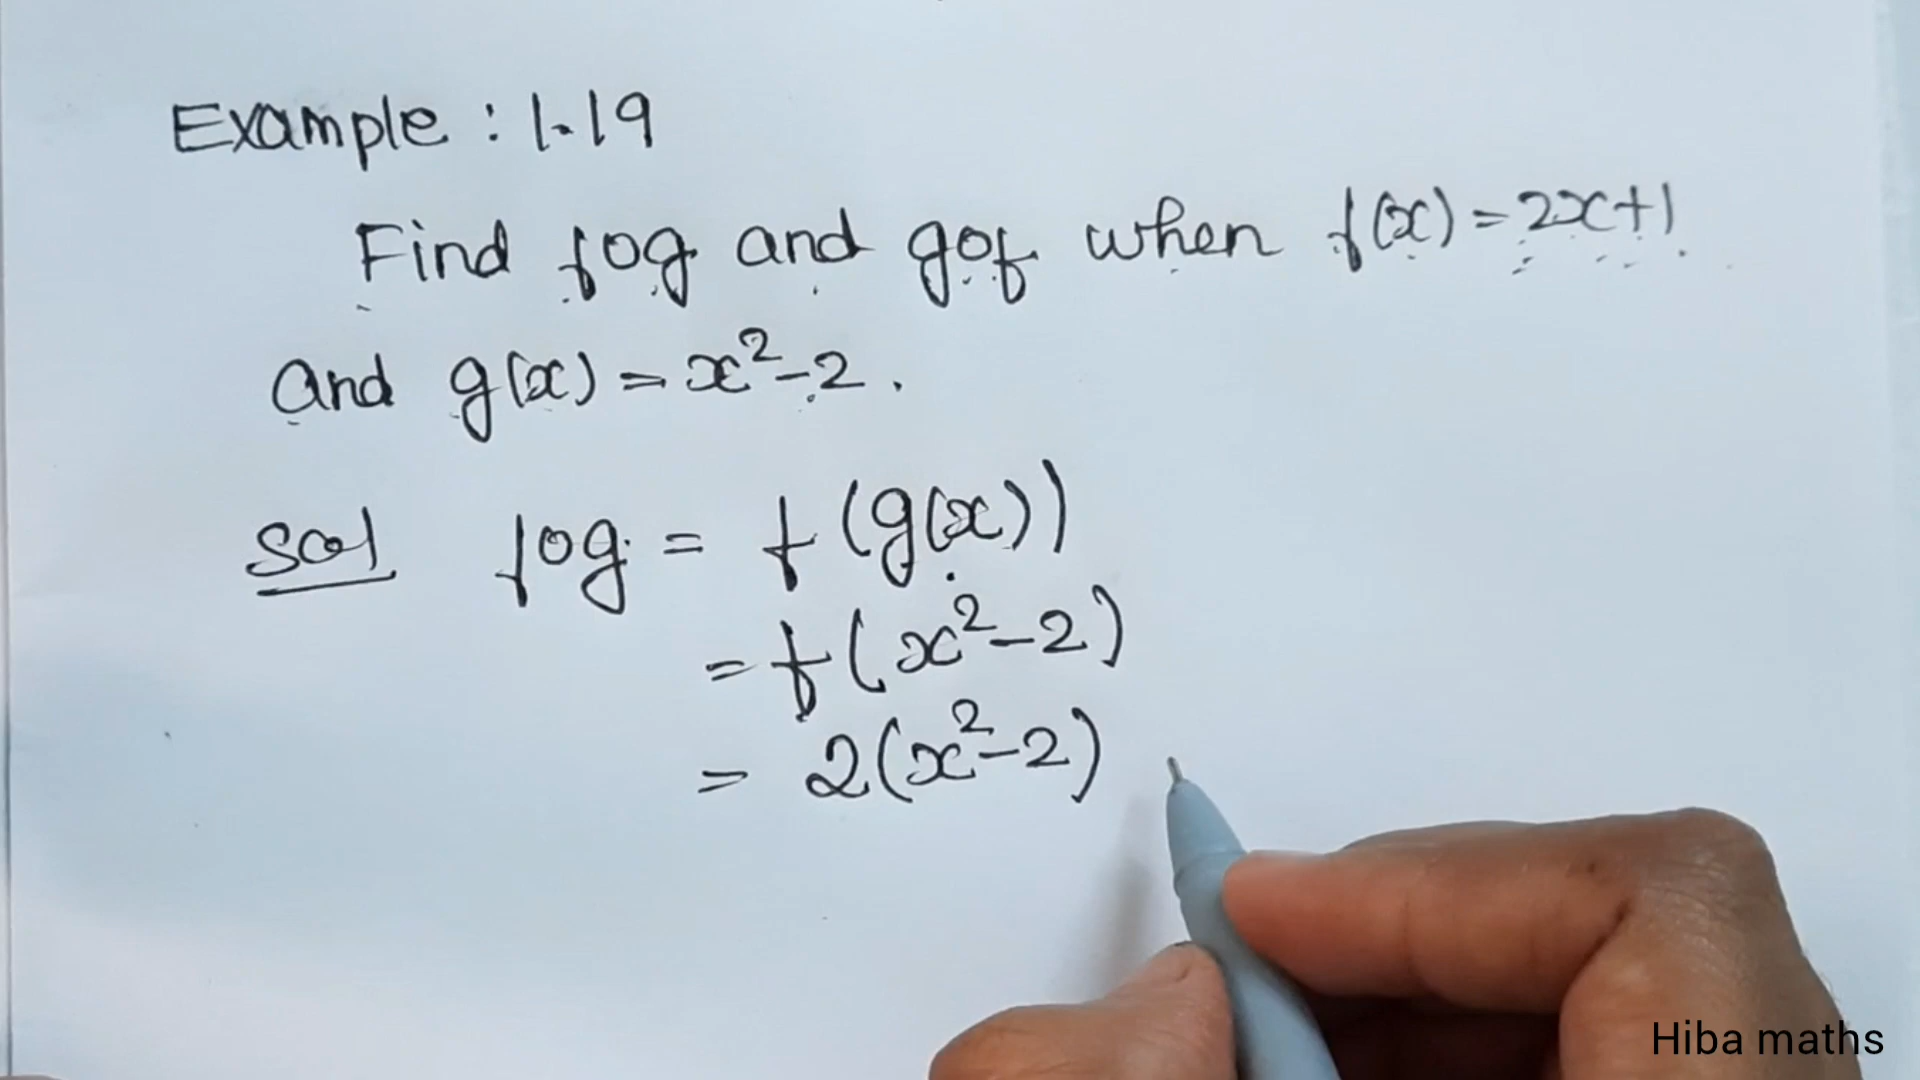 Example : 1.19
Find fog and gof when f(x) = 2x+1
and g(x) = x²-2.
Sol fog = f(g(x))
= f(x²-2)
= 2(x²-2)
Hiba maths